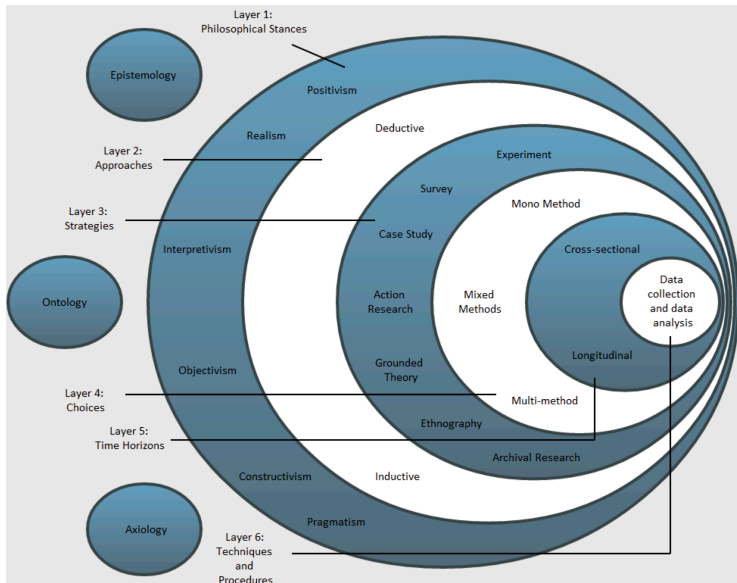 Layer 1:
Philosophical Stances
Epistemology
Positivism
Realism
Deductive
Layer 2:
Approaches
Experiment
Survey
Mono Method
Layer 3:
Strategies
Case Study
Interpretivism
Cross-sectional
Ontology
Action
Research
Mixed
Methods
Data
collection
and data
analysis
Longitudinal
Objectivism
Grounded
Theory
Layer 4:
Choices
Multi-method
Ethnography
Layer 5:
Time Horizons
Archival Research
Constructivism
Inductive
Pragmatism
Axiology
Layer 6:
Techniques
and
Procedures